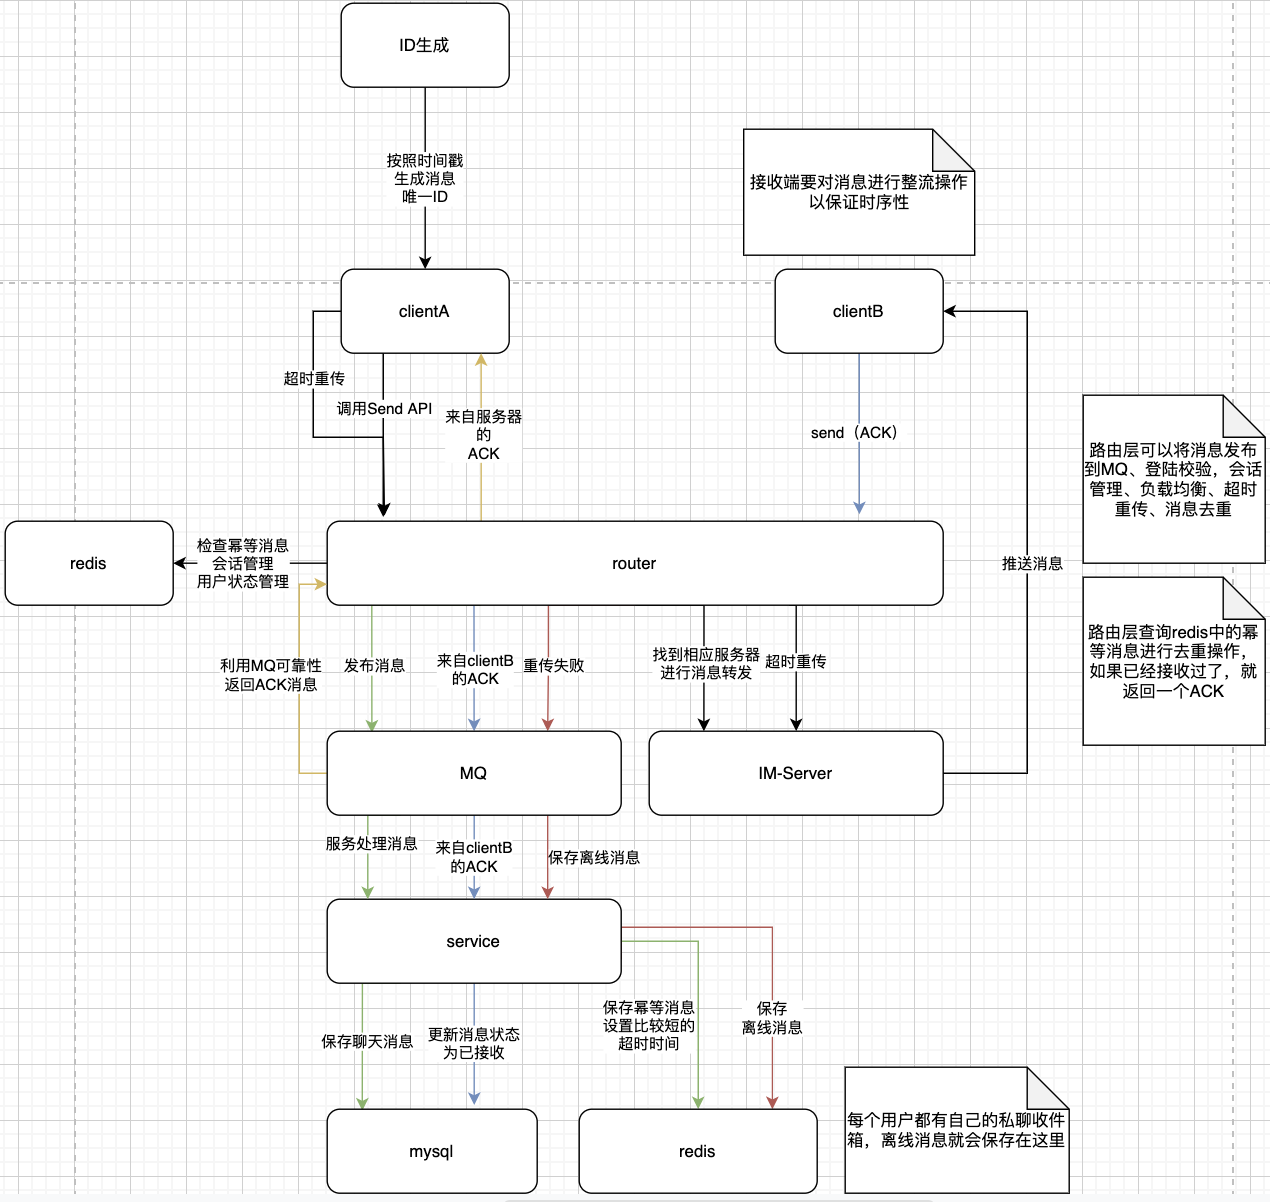 ID生成
按照时间戳
生成消息
唯一ID
接收端要对消息进行整流操作
以保证时序性
clientA
clientB
超时重传
调用Send API
来自服务器
的
ACK
send（ACK）
路由层可以将消息发布
到MQ、登陆校验，会话
管理、负载均衡、超时
重传、消息去重
redis
检查幂等消息
会话管理
用户状态管理
router
推送消息
利用MQ可靠性
返回ACK消息
发布消息
来自clientB
的ACK
重传失败
找到相应服务器
进行消息转发
超时重传
路由层查询redis中的幂
等消息进行去重操作，
如果已经接收过了，就
返回一个ACK
MQ
IM-Server
服务处理消息
来自clientB
的ACK
保存离线消息
service
保存聊天消息
更新消息状态
为已接收
保存幂等消息
设置比较短的
超时时间
保存
离线消息
mysql
redis
每个用户都有自己的私聊收件
箱，离线消息就会保存在这里